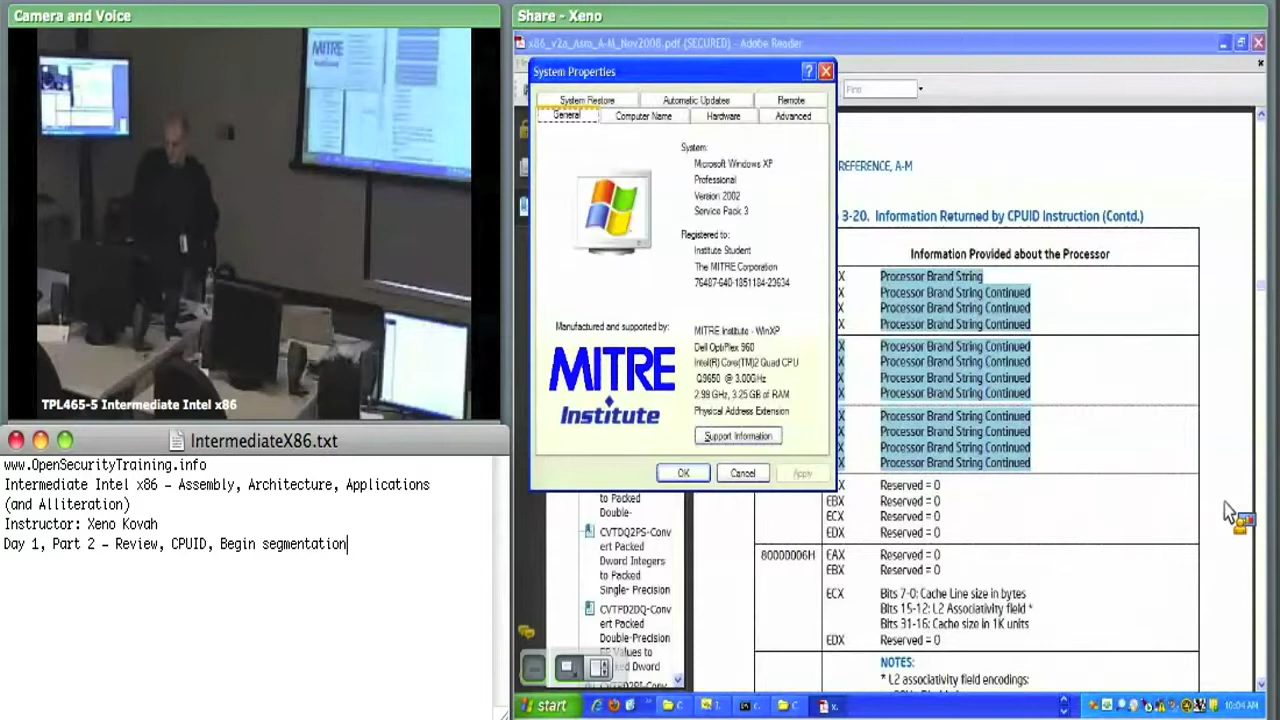 Camera and Voice
MITRE
TPL465-5 Intermediate Intel x86
IntermediateX86.txt
www.OpenSecurityTraining.info
Intermediate Intel x86 – Assembly, Architecture, Applications
(and Alliteration)
Instructor: Xeno Kovah
Day 1, Part 2 – Review, CPUID, Begin segmentation
Share - Xeno
x86_v2a_Asm_A-M_Nov2008.pdf (SECURED) - Adobe Reader
Find
System Properties
System Restore Automatic Updates Remote
General Computer Name Hardware Advanced
System:
Microsoft Windows XP
Professional
Version 2002
Service Pack 3
Registered to:
Institute Student
The MITRE Corporation
76487-640-1851184-23634
Manufactured and supported by:
MITRE
Institute
MITRE Institute - WinXP
Dell OptiPlex 960
Intel(R) Core(TM)2 Quad CPU
Q9650 @ 3.00GHz
2.99 GHz, 3.25 GB of RAM
Physical Address Extension
Support Information
OK Cancel Apply
REFERENCE, A-M
3-20. Information Returned by CPUID Instruction (Contd.)
Information Provided about the Processor
X Processor Brand String
X Processor Brand String Continued
X Processor Brand String Continued
X Processor Brand String Continued
X Processor Brand String Continued
X Processor Brand String Continued
X Processor Brand String Continued
X Processor Brand String Continued
X Processor Brand String Continued
X Processor Brand String Continued
X Processor Brand String Continued
X Processor Brand String Continued
X Reserved = 0
EBX Reserved = 0
ECX Reserved = 0
EDX Reserved = 0
80000006H EAX Reserved = 0
EBX Reserved = 0
ECX Bits 7-0: Cache Line size in bytes
Bits 15-12: L2 Associativity field *
Bits 31-16: Cache size in 1K units
EDX Reserved = 0
NOTES:
* L2 associativity field encodings:
to Packed
Double-
CVTDQ2PS-Conv
ert Packed
Dword Integers
to Packed
Single- Precision
CVTPD2DQ-Conv
ert Packed
Double-Precision
Values to
Packed Dword
start
10:04 AM